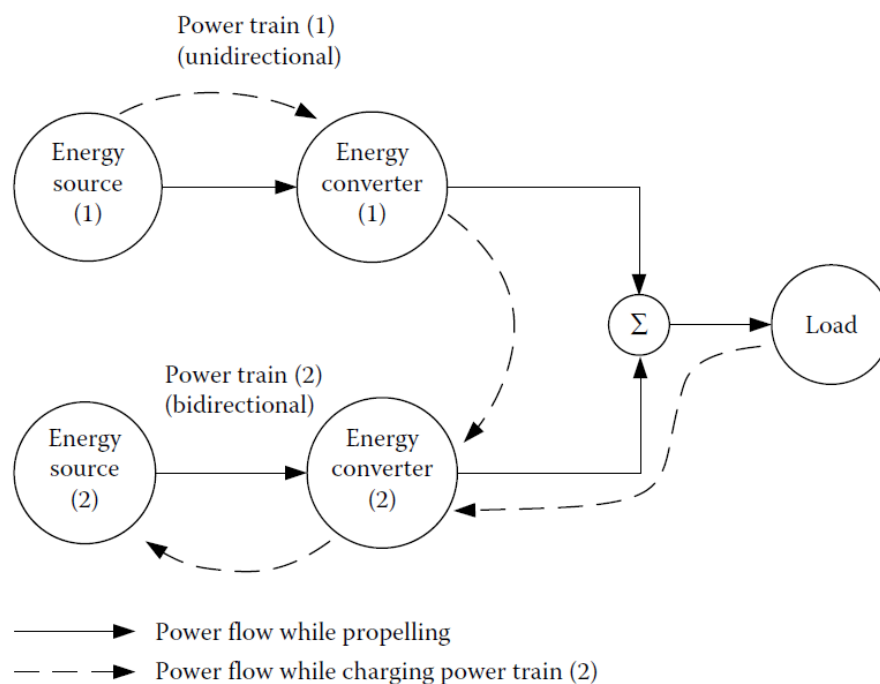 Power train (1)
(unidirectional)
Energy
source
(1)
Energy
converter
(1)
Σ
Load
Power train (2)
(bidirectional)
Energy
source
(2)
Energy
converter
(2)
Power flow while propelling
Power flow while charging power train (2)